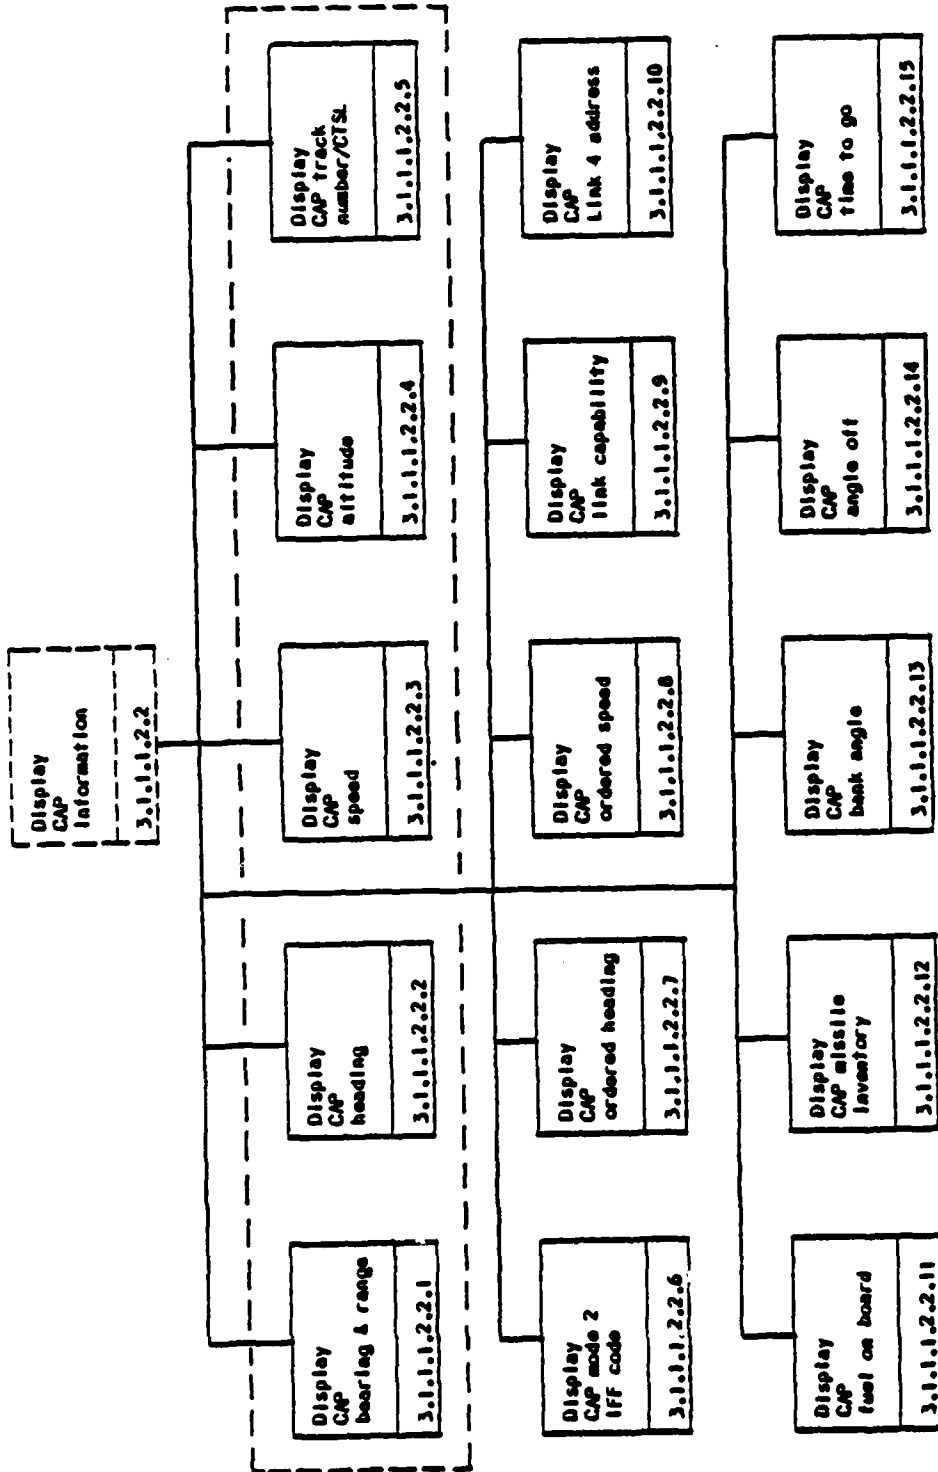 Display
CAP
information
3.1.1.1.2.2
Display
CAP
bearing & range
3.1.1.1.2.2.1
Display
CAP
heading
3.1.1.1.2.2.2
Display
CAP
speed
3.1.1.1.2.2.3
Display
CAP
altitude
3.1.1.1.2.2.4
Display
CAP track
number/CTSL
3.1.1.1.2.2.5
Display
CAP mode 2
IFF code
3.1.1.1.2.2.6
Display
CAP
ordered heading
3.1.1.1.2.2.7
Display
CAP
ordered speed
3.1.1.1.2.2.8
Display
CAP
link capability
3.1.1.1.2.2.9
Display
CAP
Link 4 address
3.1.1.1.2.2.10
Display
CAP
fuel on board
3.1.1.1.2.2.11
Display
CAP missile
inventory
3.1.1.1.2.2.12
Display
CAP
bank angle
3.1.1.1.2.2.13
Display
CAP
angle off
3.1.1.1.2.2.14
Display
CAP
time to go
3.1.1.1.2.2.15